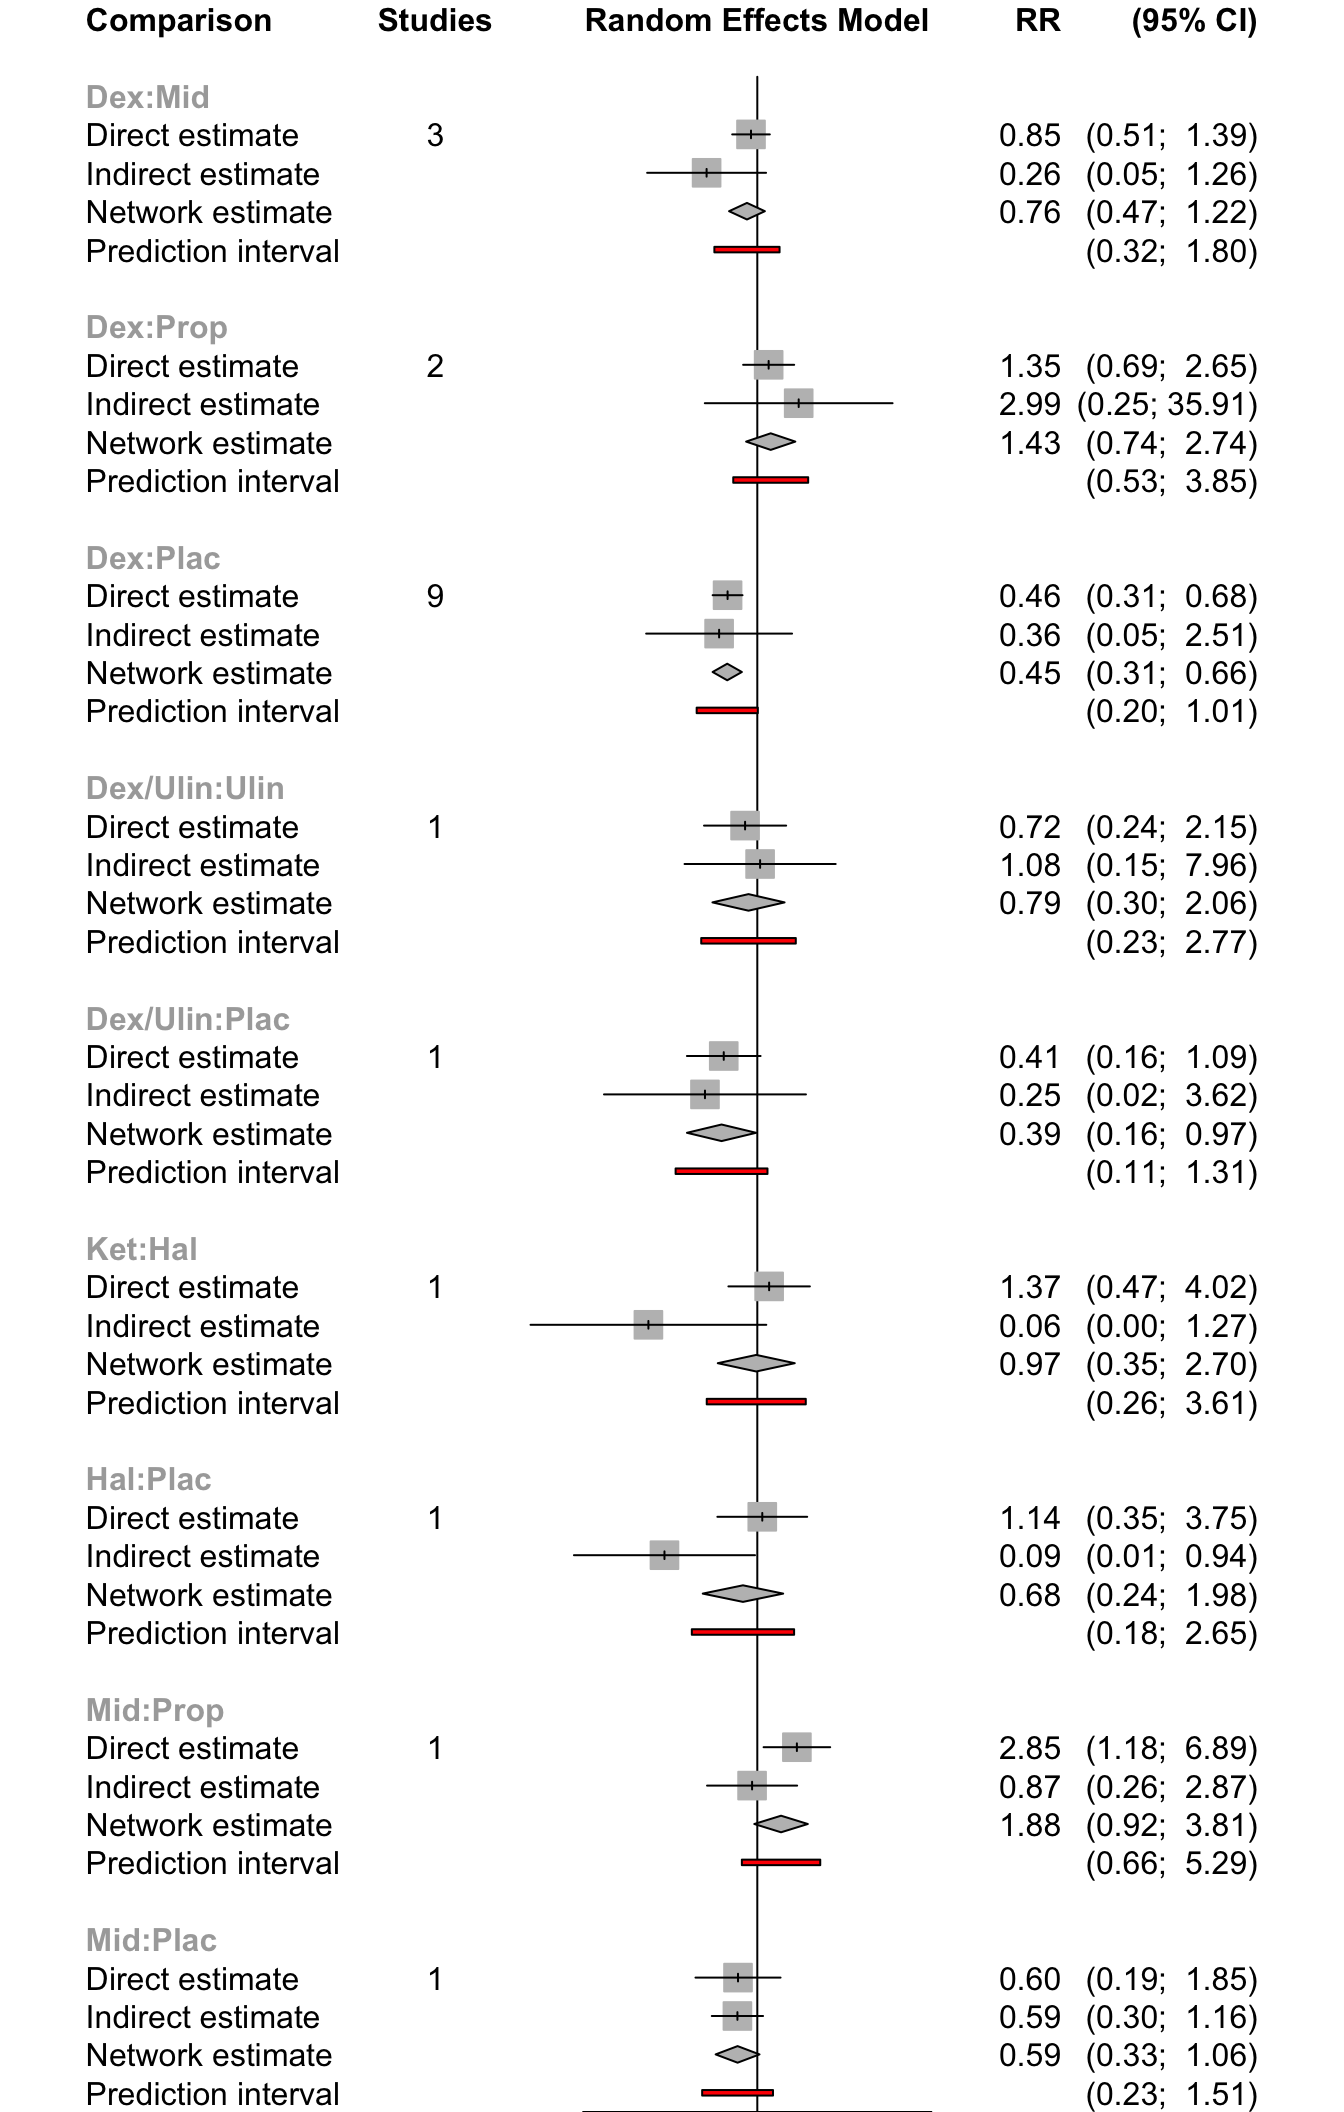 Comparison Studies Random Effects Model RR (95% CI)
Dex:Mid
Direct estimate 3 0.85 (0.51; 1.39)
Indirect estimate 0.26 (0.05; 1.26)
Network estimate 0.76 (0.47; 1.22)
Prediction interval (0.32; 1.80)
Dex:Prop
Direct estimate 2 1.35 (0.69; 2.65)
Indirect estimate 2.99 (0.25; 35.91)
Network estimate 1.43 (0.74; 2.74)
Prediction interval (0.53; 3.85)
Dex:Plac
Direct estimate 9 0.46 (0.31; 0.68)
Indirect estimate 0.36 (0.05; 2.51)
Network estimate 0.45 (0.31; 0.66)
Prediction interval (0.20; 1.01)
Dex/Ulin:Ulin
Direct estimate 1 0.72 (0.24; 2.15)
Indirect estimate 1.08 (0.15; 7.96)
Network estimate 0.79 (0.30; 2.06)
Prediction interval (0.23; 2.77)
Dex/Ulin:Plac
Direct estimate 1 0.41 (0.16; 1.09)
Indirect estimate 0.25 (0.02; 3.62)
Network estimate 0.39 (0.16; 0.97)
Prediction interval (0.11; 1.31)
Ket:Hal
Direct estimate 1 1.37 (0.47; 4.02)
Indirect estimate 0.06 (0.00; 1.27)
Network estimate 0.97 (0.35; 2.70)
Prediction interval (0.26; 3.61)
Hal:Plac
Direct estimate 1 1.14 (0.35; 3.75)
Indirect estimate 0.09 (0.01; 0.94)
Network estimate 0.68 (0.24; 1.98)
Prediction interval (0.18; 2.65)
Mid:Prop
Direct estimate 1 2.85 (1.18; 6.89)
Indirect estimate 0.87 (0.26; 2.87)
Network estimate 1.88 (0.92; 3.81)
Prediction interval (0.66; 5.29)
Mid:Plac
Direct estimate 1 0.60 (0.19; 1.85)
Indirect estimate 0.59 (0.30; 1.16)
Network estimate 0.59 (0.33; 1.06)
Prediction interval (0.23; 1.51)